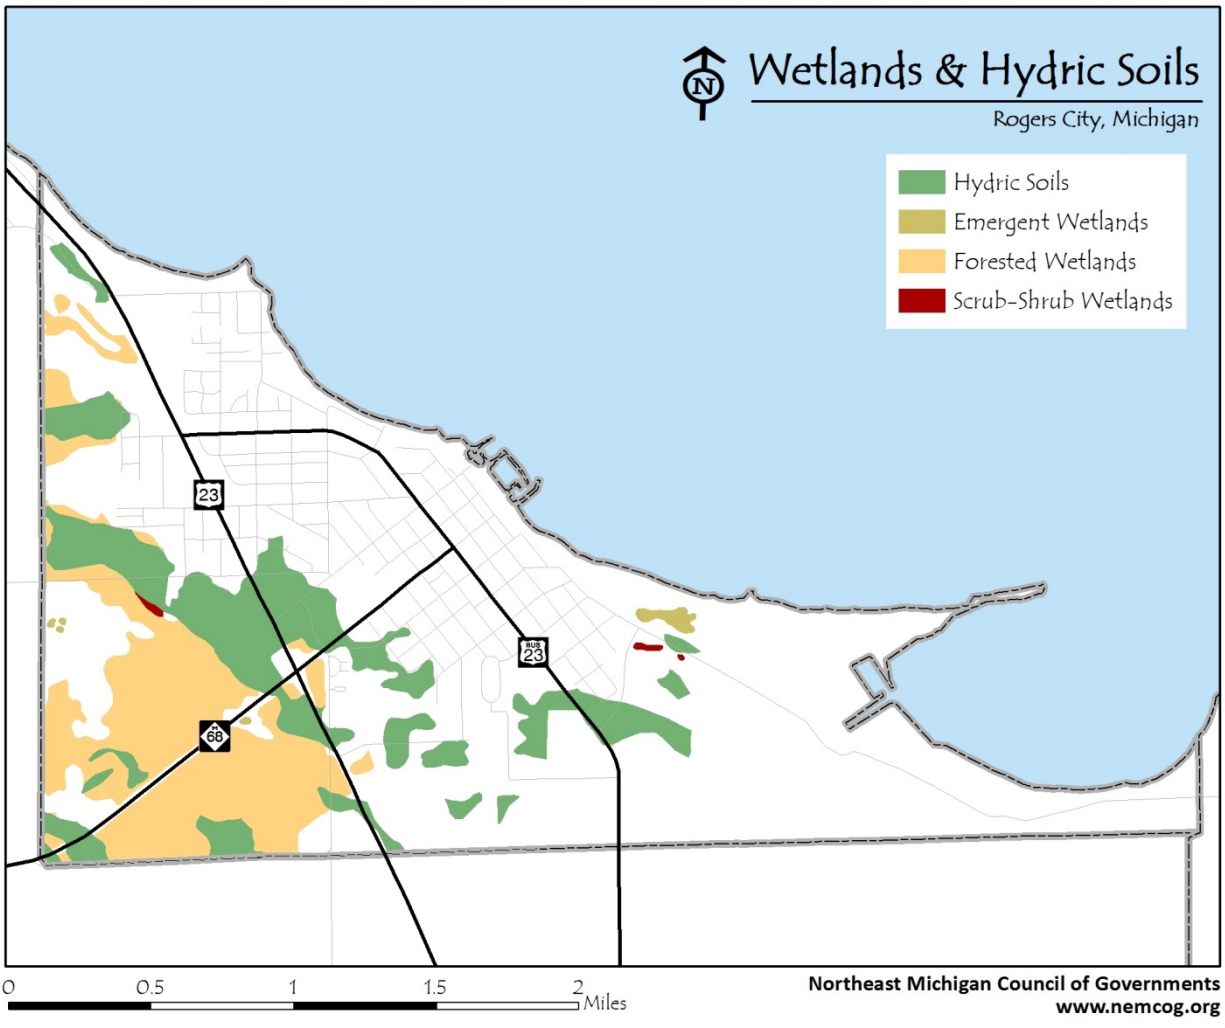 Wetlands & Hydric Soils
N
Rogers City, Michigan
Hydric Soils
Emergent Wetlands
Forested Wetlands
Scrub-Shrub Wetlands
23
BUS
23
M
68
0 0.5 1 1.5 2
Miles
Northeast Michigan Council of Governments
www.nemcog.org